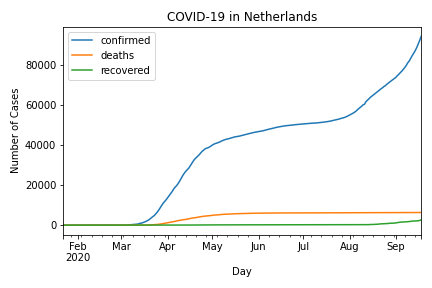 COVID-19 in Netherlands
confirmed
deaths
recovered
Number of Cases
80000
60000
40000
20000
0
Feb Mar Apr May Jun Jul Aug Sep
2020
Day